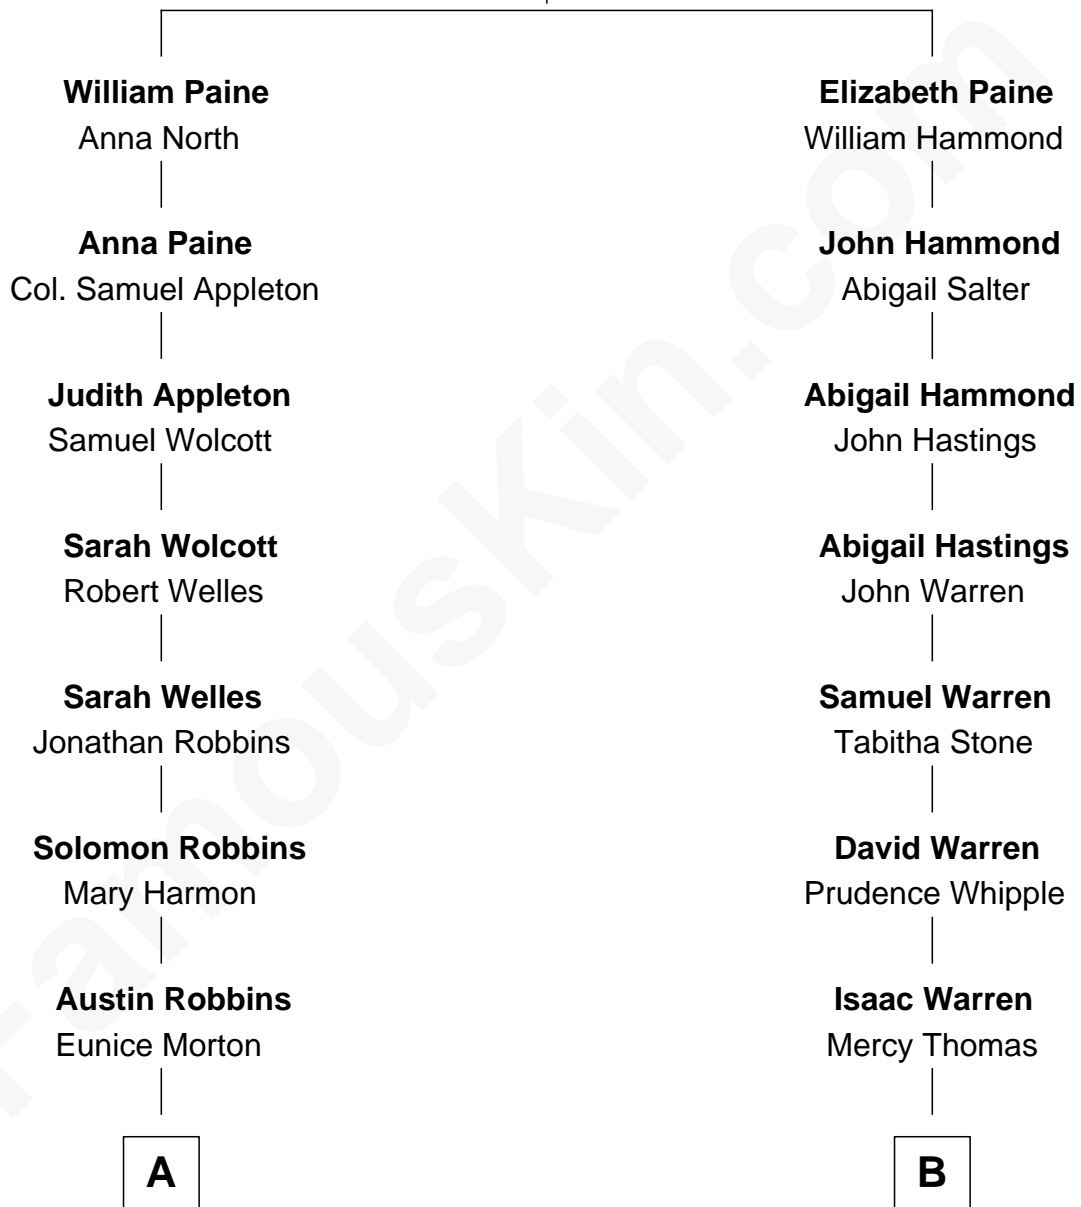 William Paine
Anna North
Anna Paine
Col. Samuel Appleton
Judith Appleton
Samuel Wolcott
Sarah Wolcott
Robert Welles
Sarah Welles
Jonathan Robbins
Solomon Robbins
Mary Harmon
Austin Robbins
Eunice Morton
A
Elizabeth Paine
William Hammond
John Hammond
Abigail Salter
Abigail Hammond
John Hastings
Abigail Hastings
John Warren
Samuel Warren
Tabitha Stone
David Warren
Prudence Whipple
Isaac Warren
Mercy Thomas
B
FamousKin.com